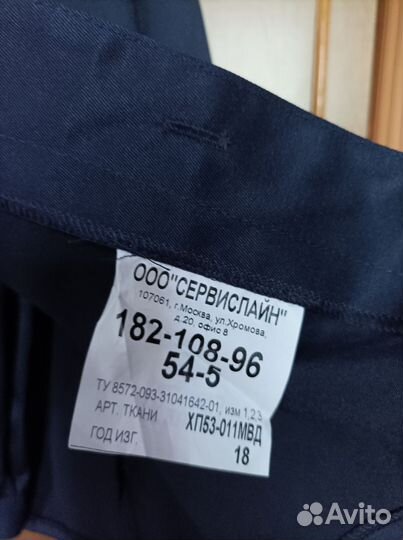 ООО"СЕРВИСЛАЙН"
107061, г.Москва, ул.Хромова,
д.20, офис 8
182-108-96
54-5
ТУ 8572-093-31041642-01, изм 1,2,3
АРТ. ТКАНИ ХП53-011МВД
ГОД ИЗГ. 18
Avito